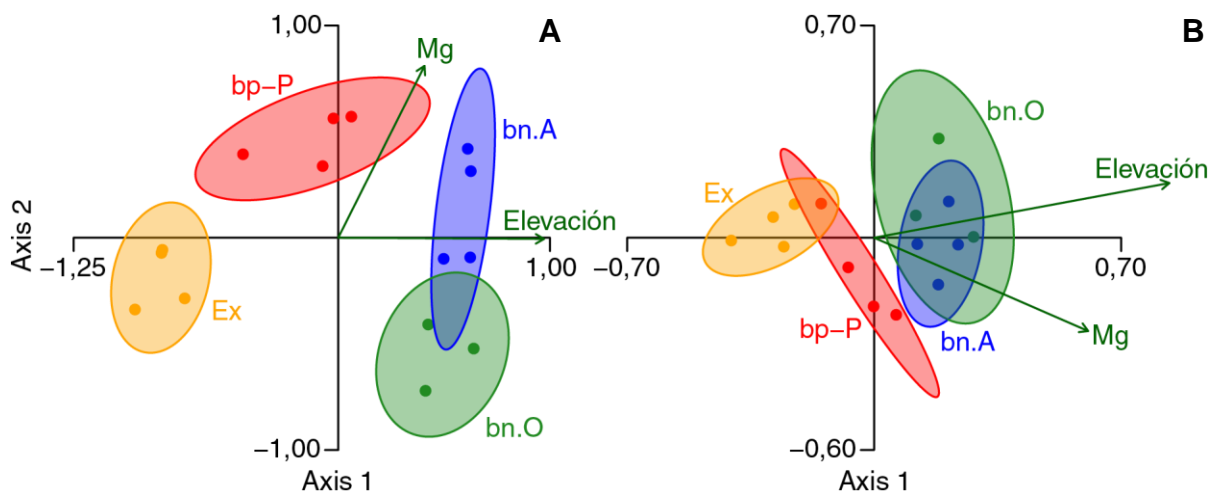 1,00
A
Mg
bp−P
bn.A
Elevación
Axis 2
−1,25
1,00
Ex
bn.O
−1,00
Axis 1
0,70
B
bn.O
Elevación
Ex
−0,70
0,70
bp−P
bn.A
Mg
−0,60
Axis 1